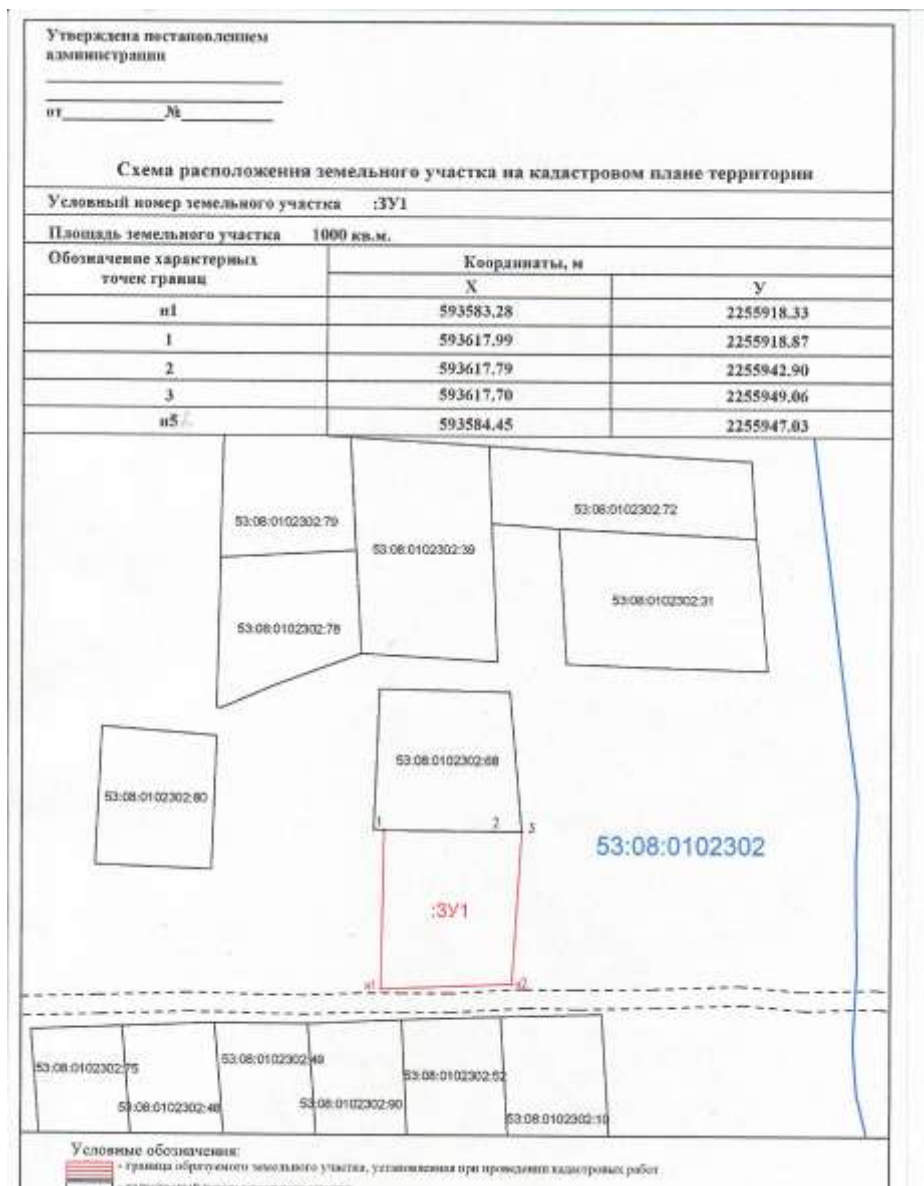 Утверждена постановлением
администрации
от №
Схема расположения земельного участка на кадастровом плане территории
Условный номер земельного участка :ЗУ1
Площадь земельного участка 1000 кв.м.
Обозначение характерных точек границ
Координаты, м
Х У
н1 593583,28 2255918,33
1 593617,99 2255918,87
2 593617,79 2255942,90
3 593617,70 2255949,06
н5 593584,45 2255947,03
53:08:0102302:79
53:08:0102302:39
53:08:0102302:72
53:08:0102302:31
53:08:0102302:78
53:08:0102302:68
53:08:0102302:80
1 2 3
53:08:0102302
:ЗУ1
н1 н2
53:08:0102302:75
53:08:0102302:48
53:08:0102302:49
53:08:0102302:90
53:08:0102302:52
53:08:0102302:10
Условные обозначения:
- граница образуемого земельного участка, установленная при проведении кадастровых работ